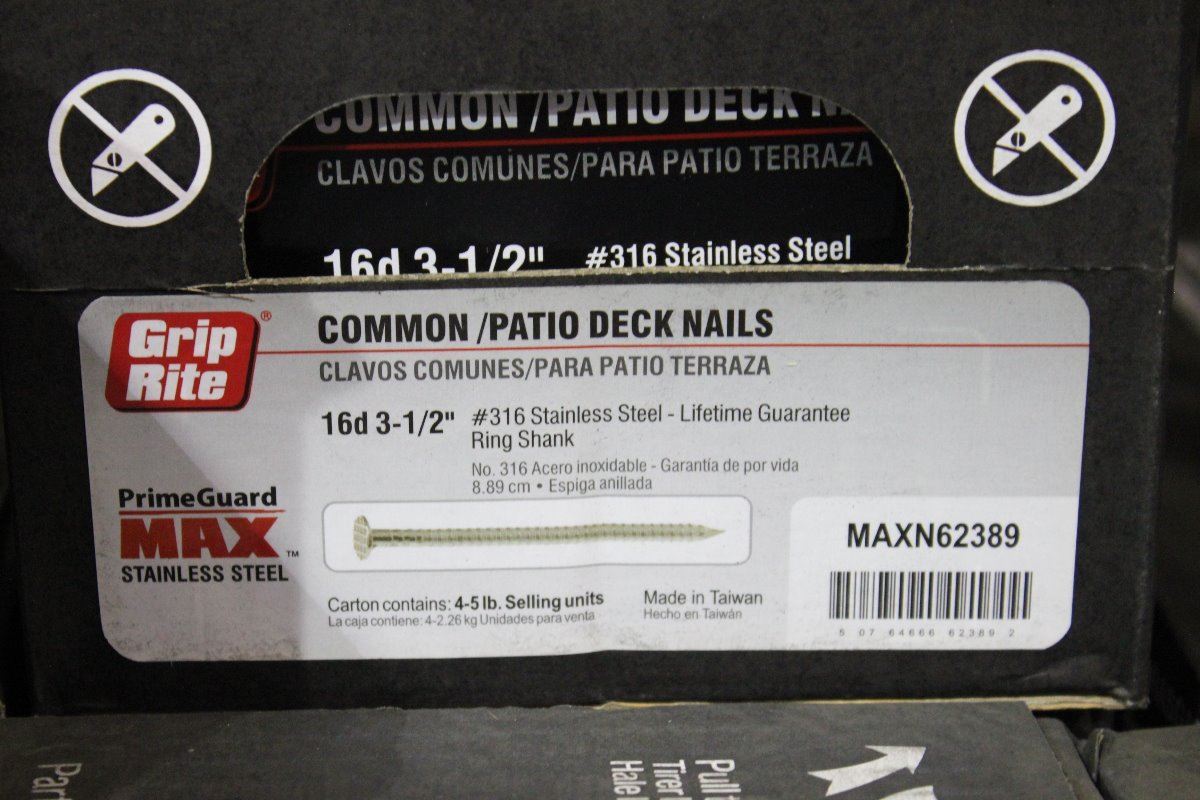 COMMON /PATIO DECK
CLAVOS COMUNES/PARA PATIO TERRAZA
16d 3-1/2" #316 Stainless Steel
Grip Rite ®
COMMON /PATIO DECK NAILS
CLAVOS COMUNES/PARA PATIO TERRAZA
16d 3-1/2" #316 Stainless Steel - Lifetime Guarantee
Ring Shank
No. 316 Acero inoxidable - Garantía de por vida
8.89 cm • Espiga anillada
PrimeGuard
MAX ™
STAINLESS STEEL
MAXN62389
Carton contains: 4-5 lb. Selling units
La caja contiene: 4-2.26 kg Unidades para venta
Made in Taiwan
Hecho en Taiwán
5 07 64666 62389 2
Pull
Tirer
Hale